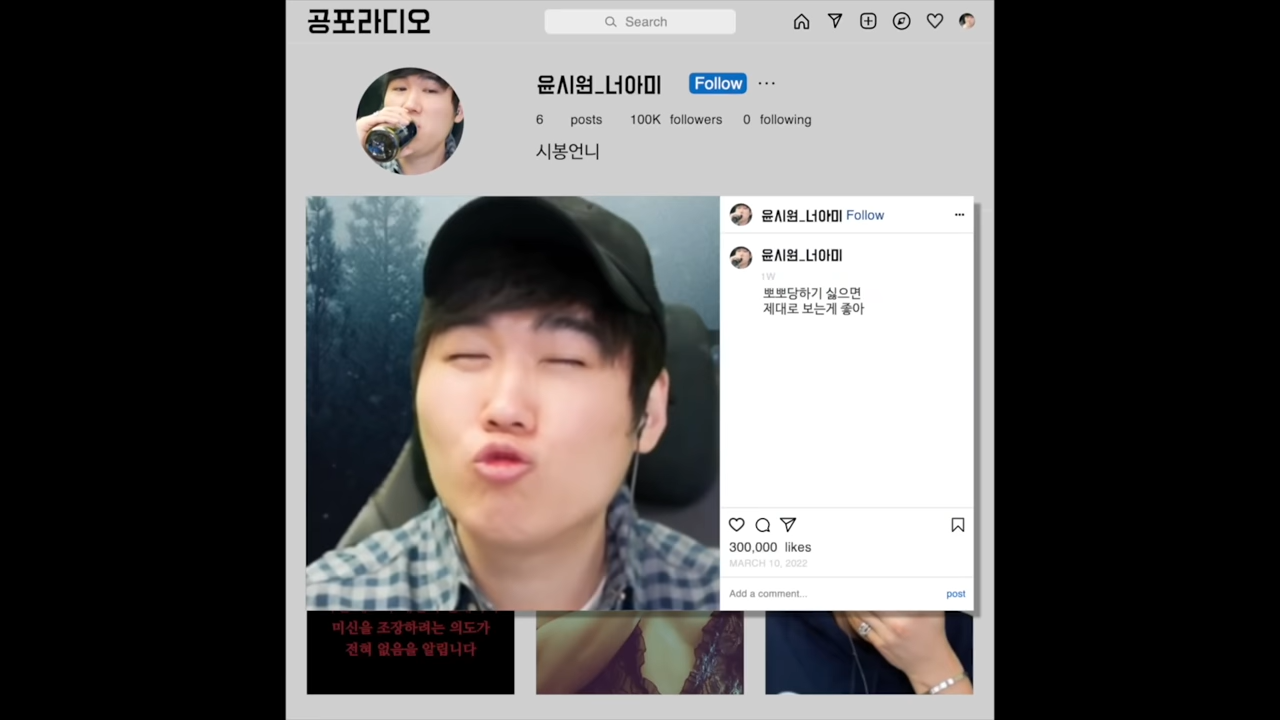 공포라디오
Search
윤시원_너아미 Follow ...
6 posts 100K followers 0 following
시봉언니
윤시원_너아미 Follow ...
윤시원_너아미
1W
뽀뽀당하기 싫으면
제대로 보는게 좋아
300,000 likes
MARCH 10, 2022
Add a comment... post
미신을 조장하려는 의도가
전혀 없음을 알립니다